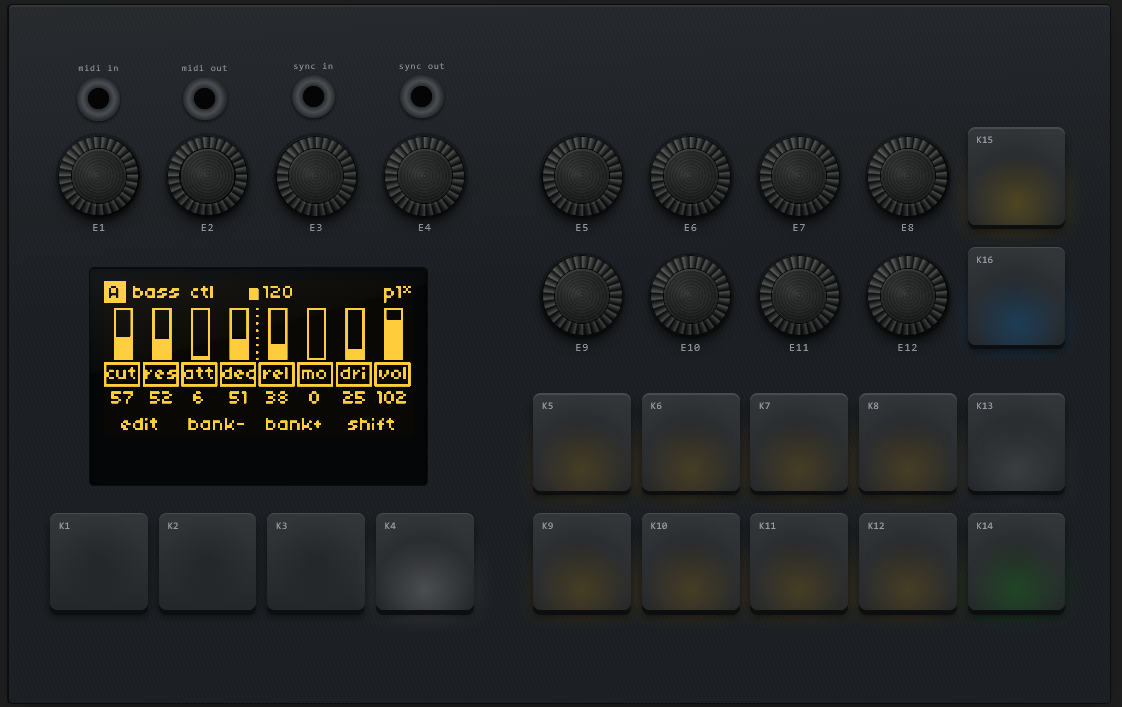 midi in midi out sync in sync out
K15
E1 E2 E3 E4 E5 E6 E7 E8
K16
A bass ctl 120 p1x
E9 E10 E11 E12
cut res att dec rel mo dri vol
57 52 6 51 38 0 25 102
edit bank- bank+ shift
K5 K6 K7 K8 K13
K1 K2 K3 K4 K9 K10 K11 K12 K14